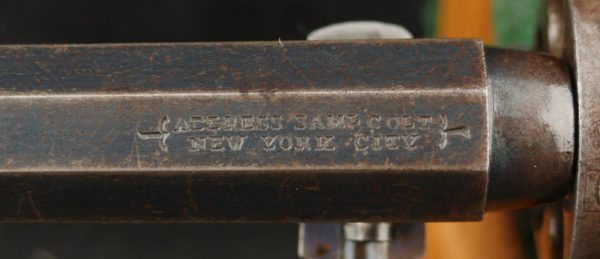 ADDRESS SAML COLT
NEW YORK CITY